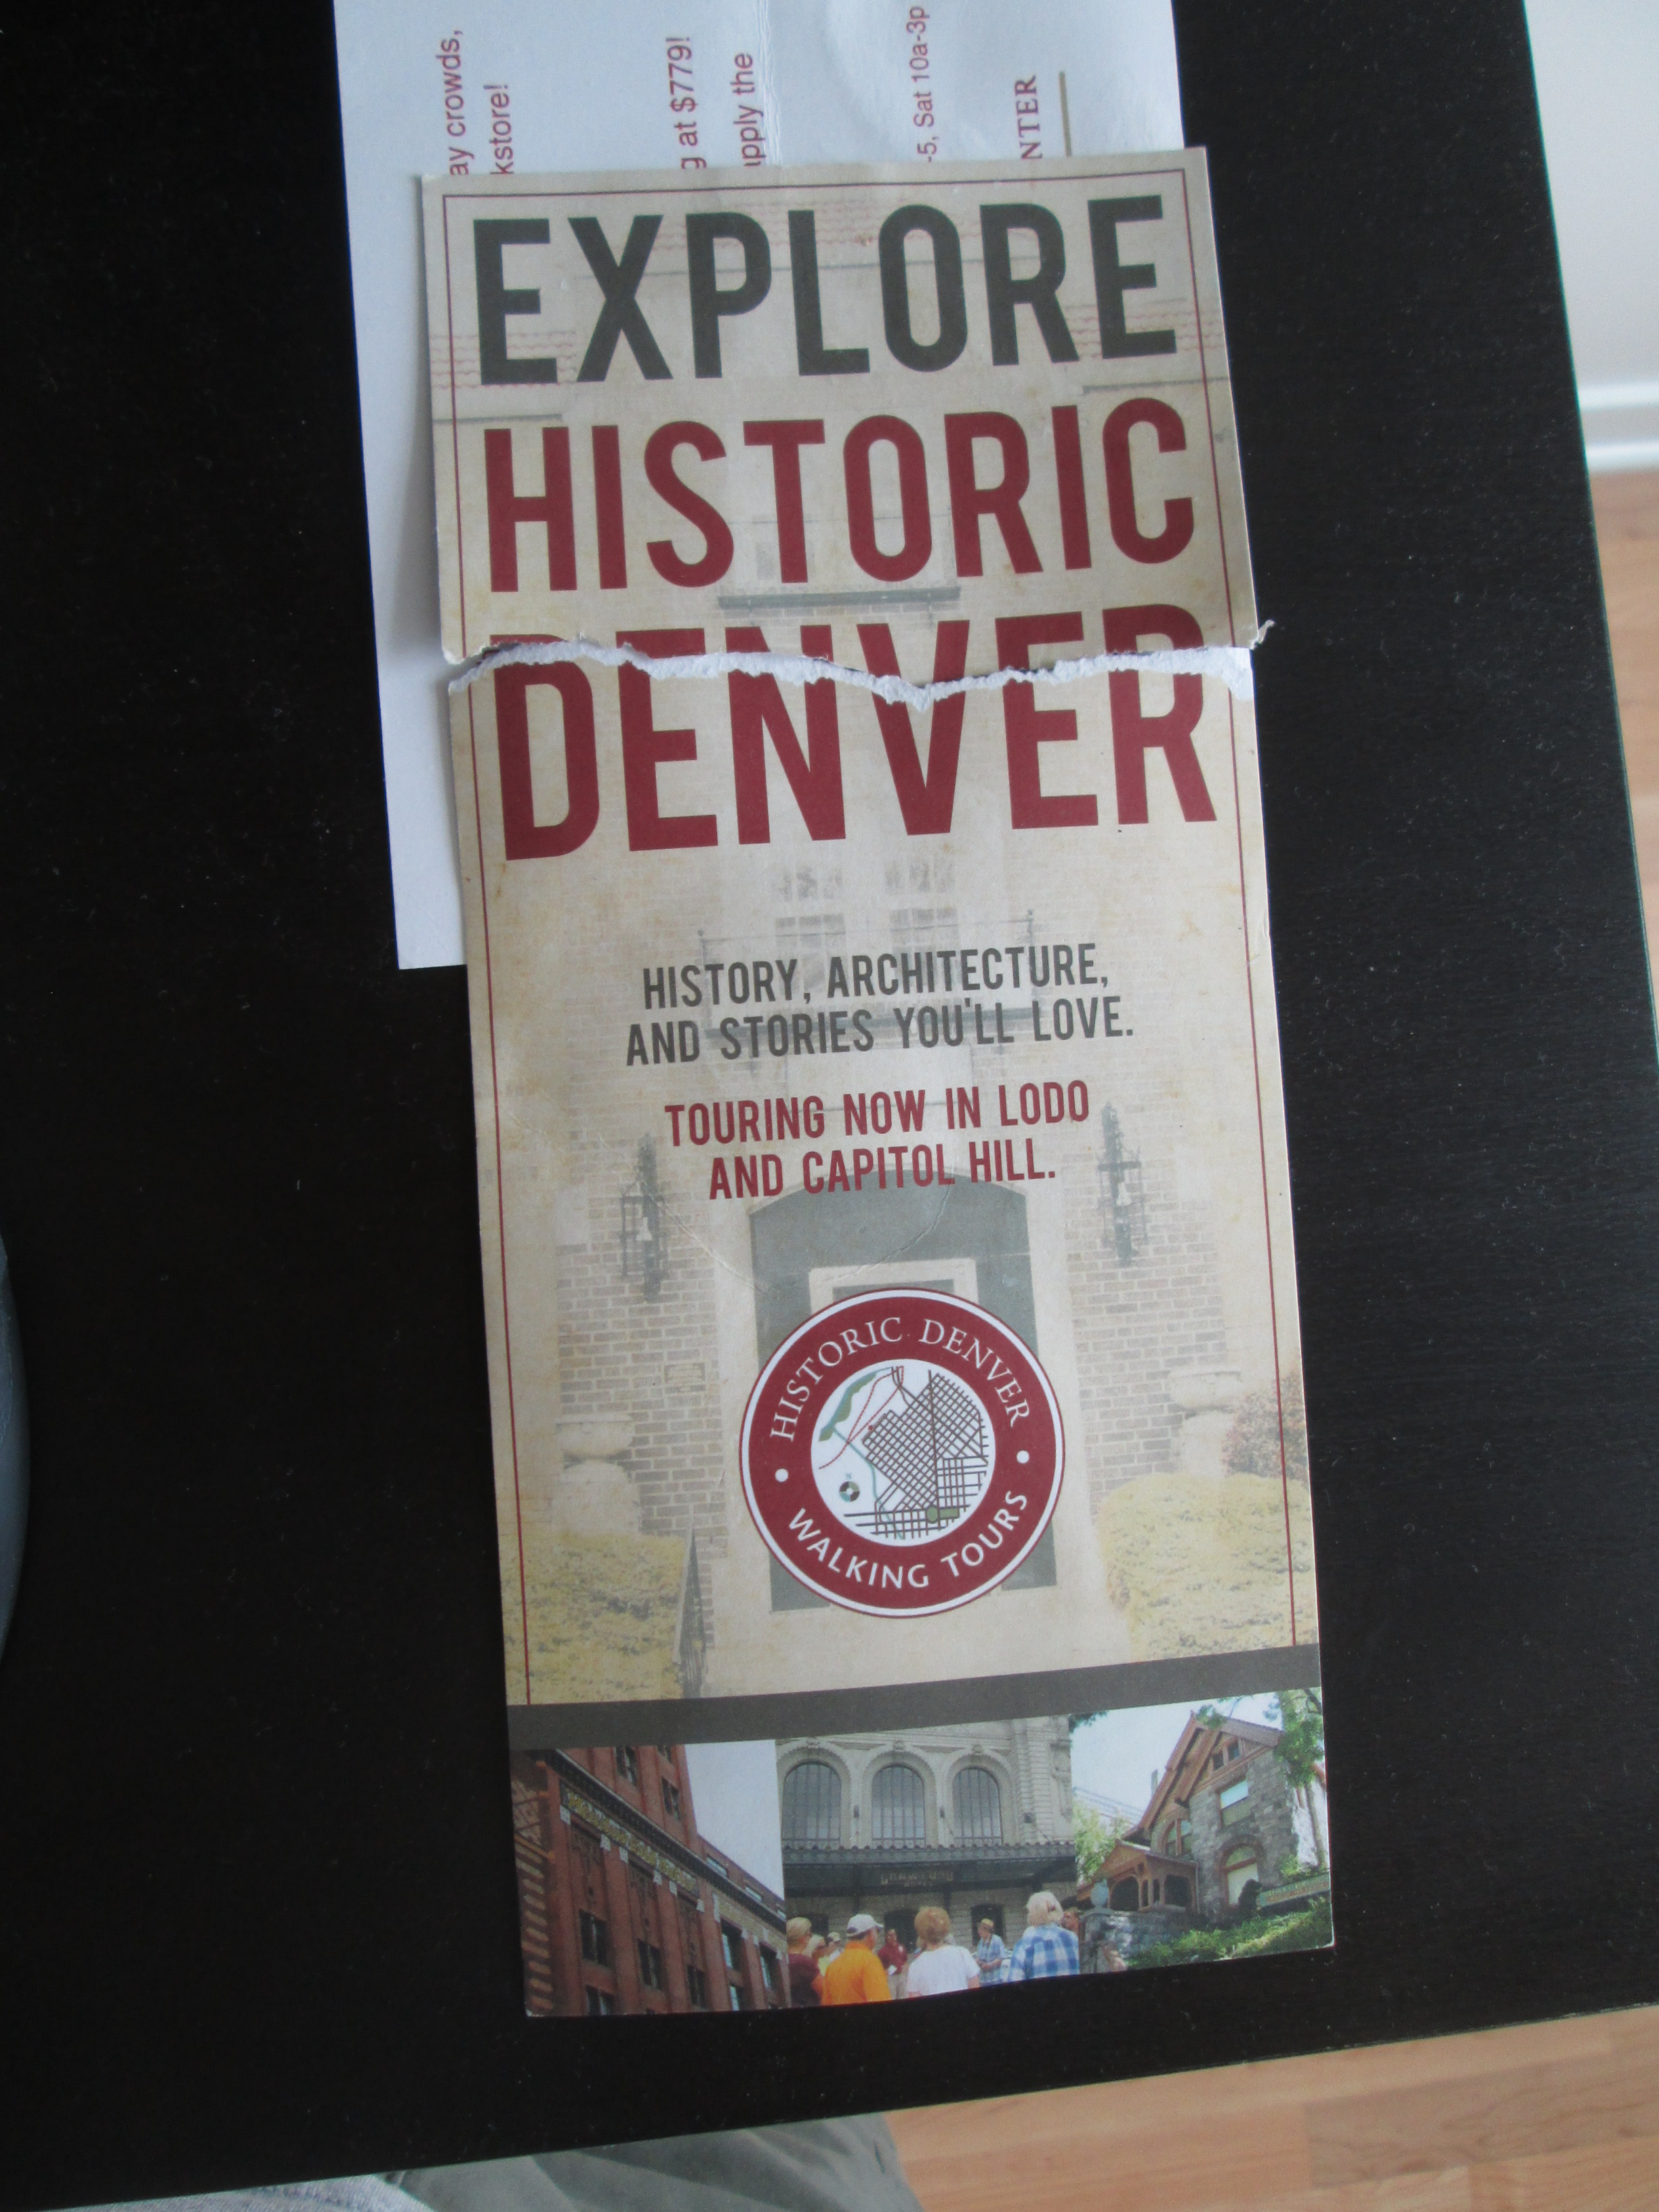 ay crowds,
kstore!
g at $779!
apply the
-5, Sat 10a-3p
NTER
EXPLORE
HISTORIC
DENVER
HISTORY, ARCHITECTURE,
AND STORIES YOU'LL LOVE.
TOURING NOW IN LODO
AND CAPITOL HILL.
HISTORIC DENVER
WALKING TOURS